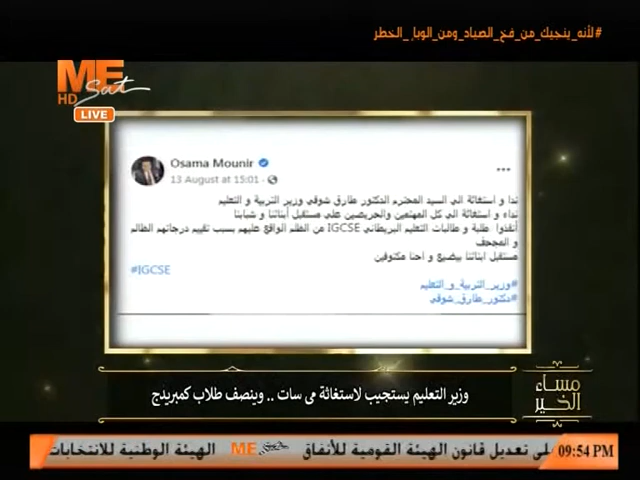 #لأنه_ينجيك_من_فخ_الصياد_ومن_الوبا_الخطر
ME Sat
HD
LIVE
Osama Mounir
13 August at 15:01
ندا و استغاثة الى السيد المحترم الدكتور طارق شوقي وزير التربية و التعليم
نداء و استغاثة الى كل المهتمين والحريصين على مستقبل أبنائنا و شبابنا
أنقذوا طلبة و طالبات التعليم البريطاني IGCSE من الظلم الواقع عليهم بسبب تقييم درجاتهم الظالم
و المجحف
مستقبل ابنائنا بيضيع و احنا مكتوفين
#IGCSE
#وزير_التربية_و_التعليم
#دكتور_طارق_شوقي
وزير التعليم يستجيب لاستغاثة مى سات .. وينصف طلاب كمبريدج
مساء
الخير
على تعديل قانون الهيئة القومية للأنفاق ME Sat الهيئة الوطنية للانتخابات
09:54 PM